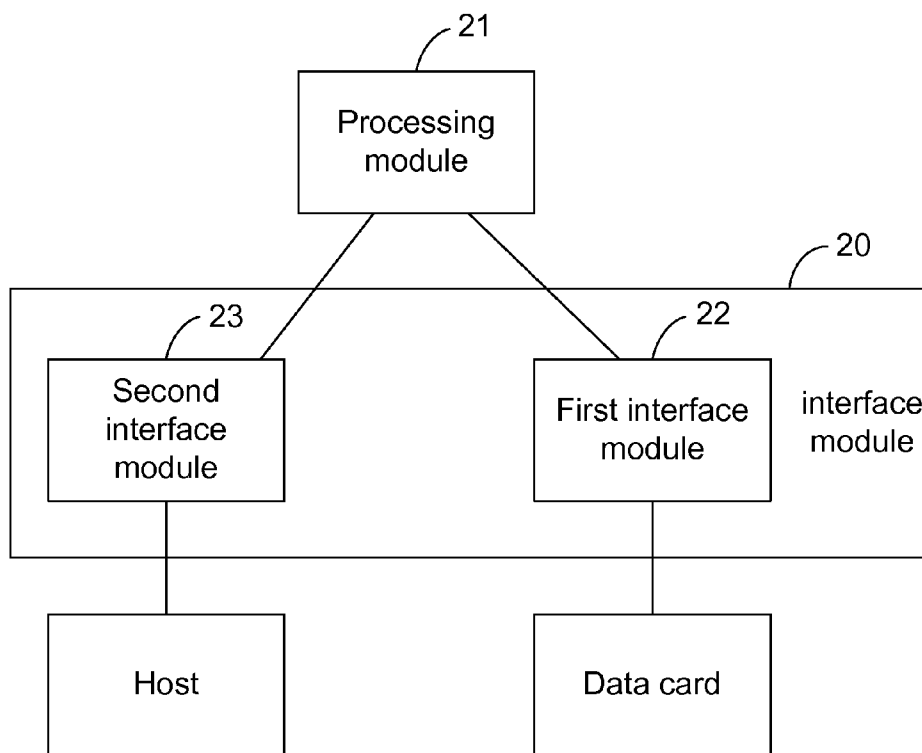 21
Processing
module
20
23
22
Second
interface
module
First interface
module
interface
module
Host
Data card